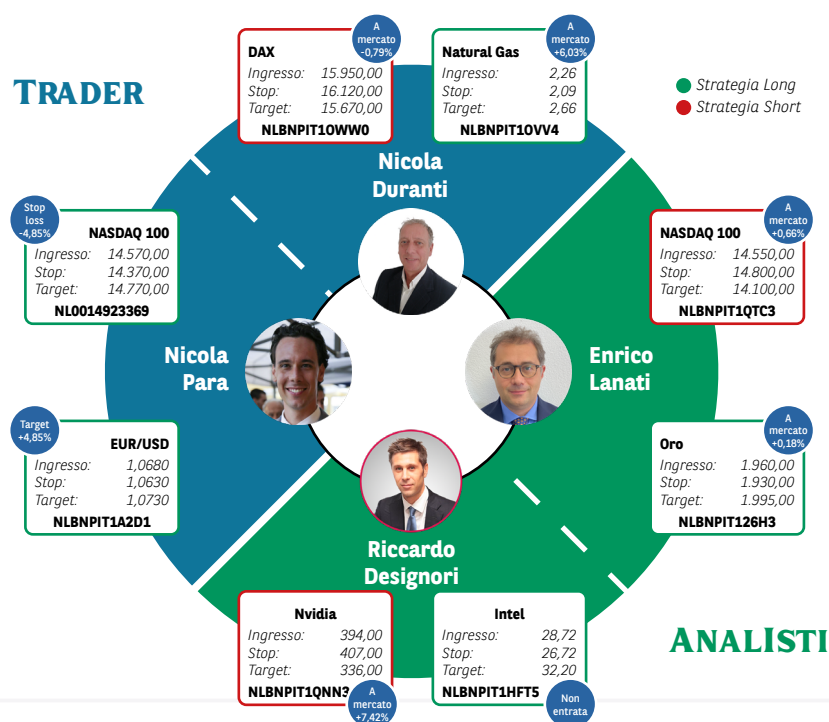 TRADER
A
mercato
-0,79%
DAX
Ingresso: 15.950,00
Stop: 16.120,00
Target: 15.670,00
NLBNPIT1OWW0
A
mercato
+6,03%
Natural Gas
Ingresso: 2,26
Stop: 2,09
Target: 2,66
NLBNPIT1OVV4
Strategia Long
Strategia Short
Nicola
Duranti
Stop
loss
-4,85%
NASDAQ 100
Ingresso: 14.570,00
Stop: 14.370,00
Target: 14.770,00
NL0014923369
A
mercato
+0,66%
NASDAQ 100
Ingresso: 14.550,00
Stop: 14.800,00
Target: 14.100,00
NLBNPIT1QTC3
Nicola
Para
Enrico
Lanati
Target
+4,85%
EUR/USD
Ingresso: 1,0680
Stop: 1,0630
Target: 1,0730
NLBNPIT1A2D1
A
mercato
+0,18%
Oro
Ingresso: 1.960,00
Stop: 1.930,00
Target: 1.995,00
NLBNPIT126H3
Riccardo
Designori
Nvidia
Ingresso: 394,00
Stop: 407,00
Target: 336,00
NLBNPIT1QNN3
A
mercato
+7,42%
Intel
Ingresso: 28,72
Stop: 26,72
Target: 32,20
NLBNPIT1HFT5
Non
entrata
ANALISTI